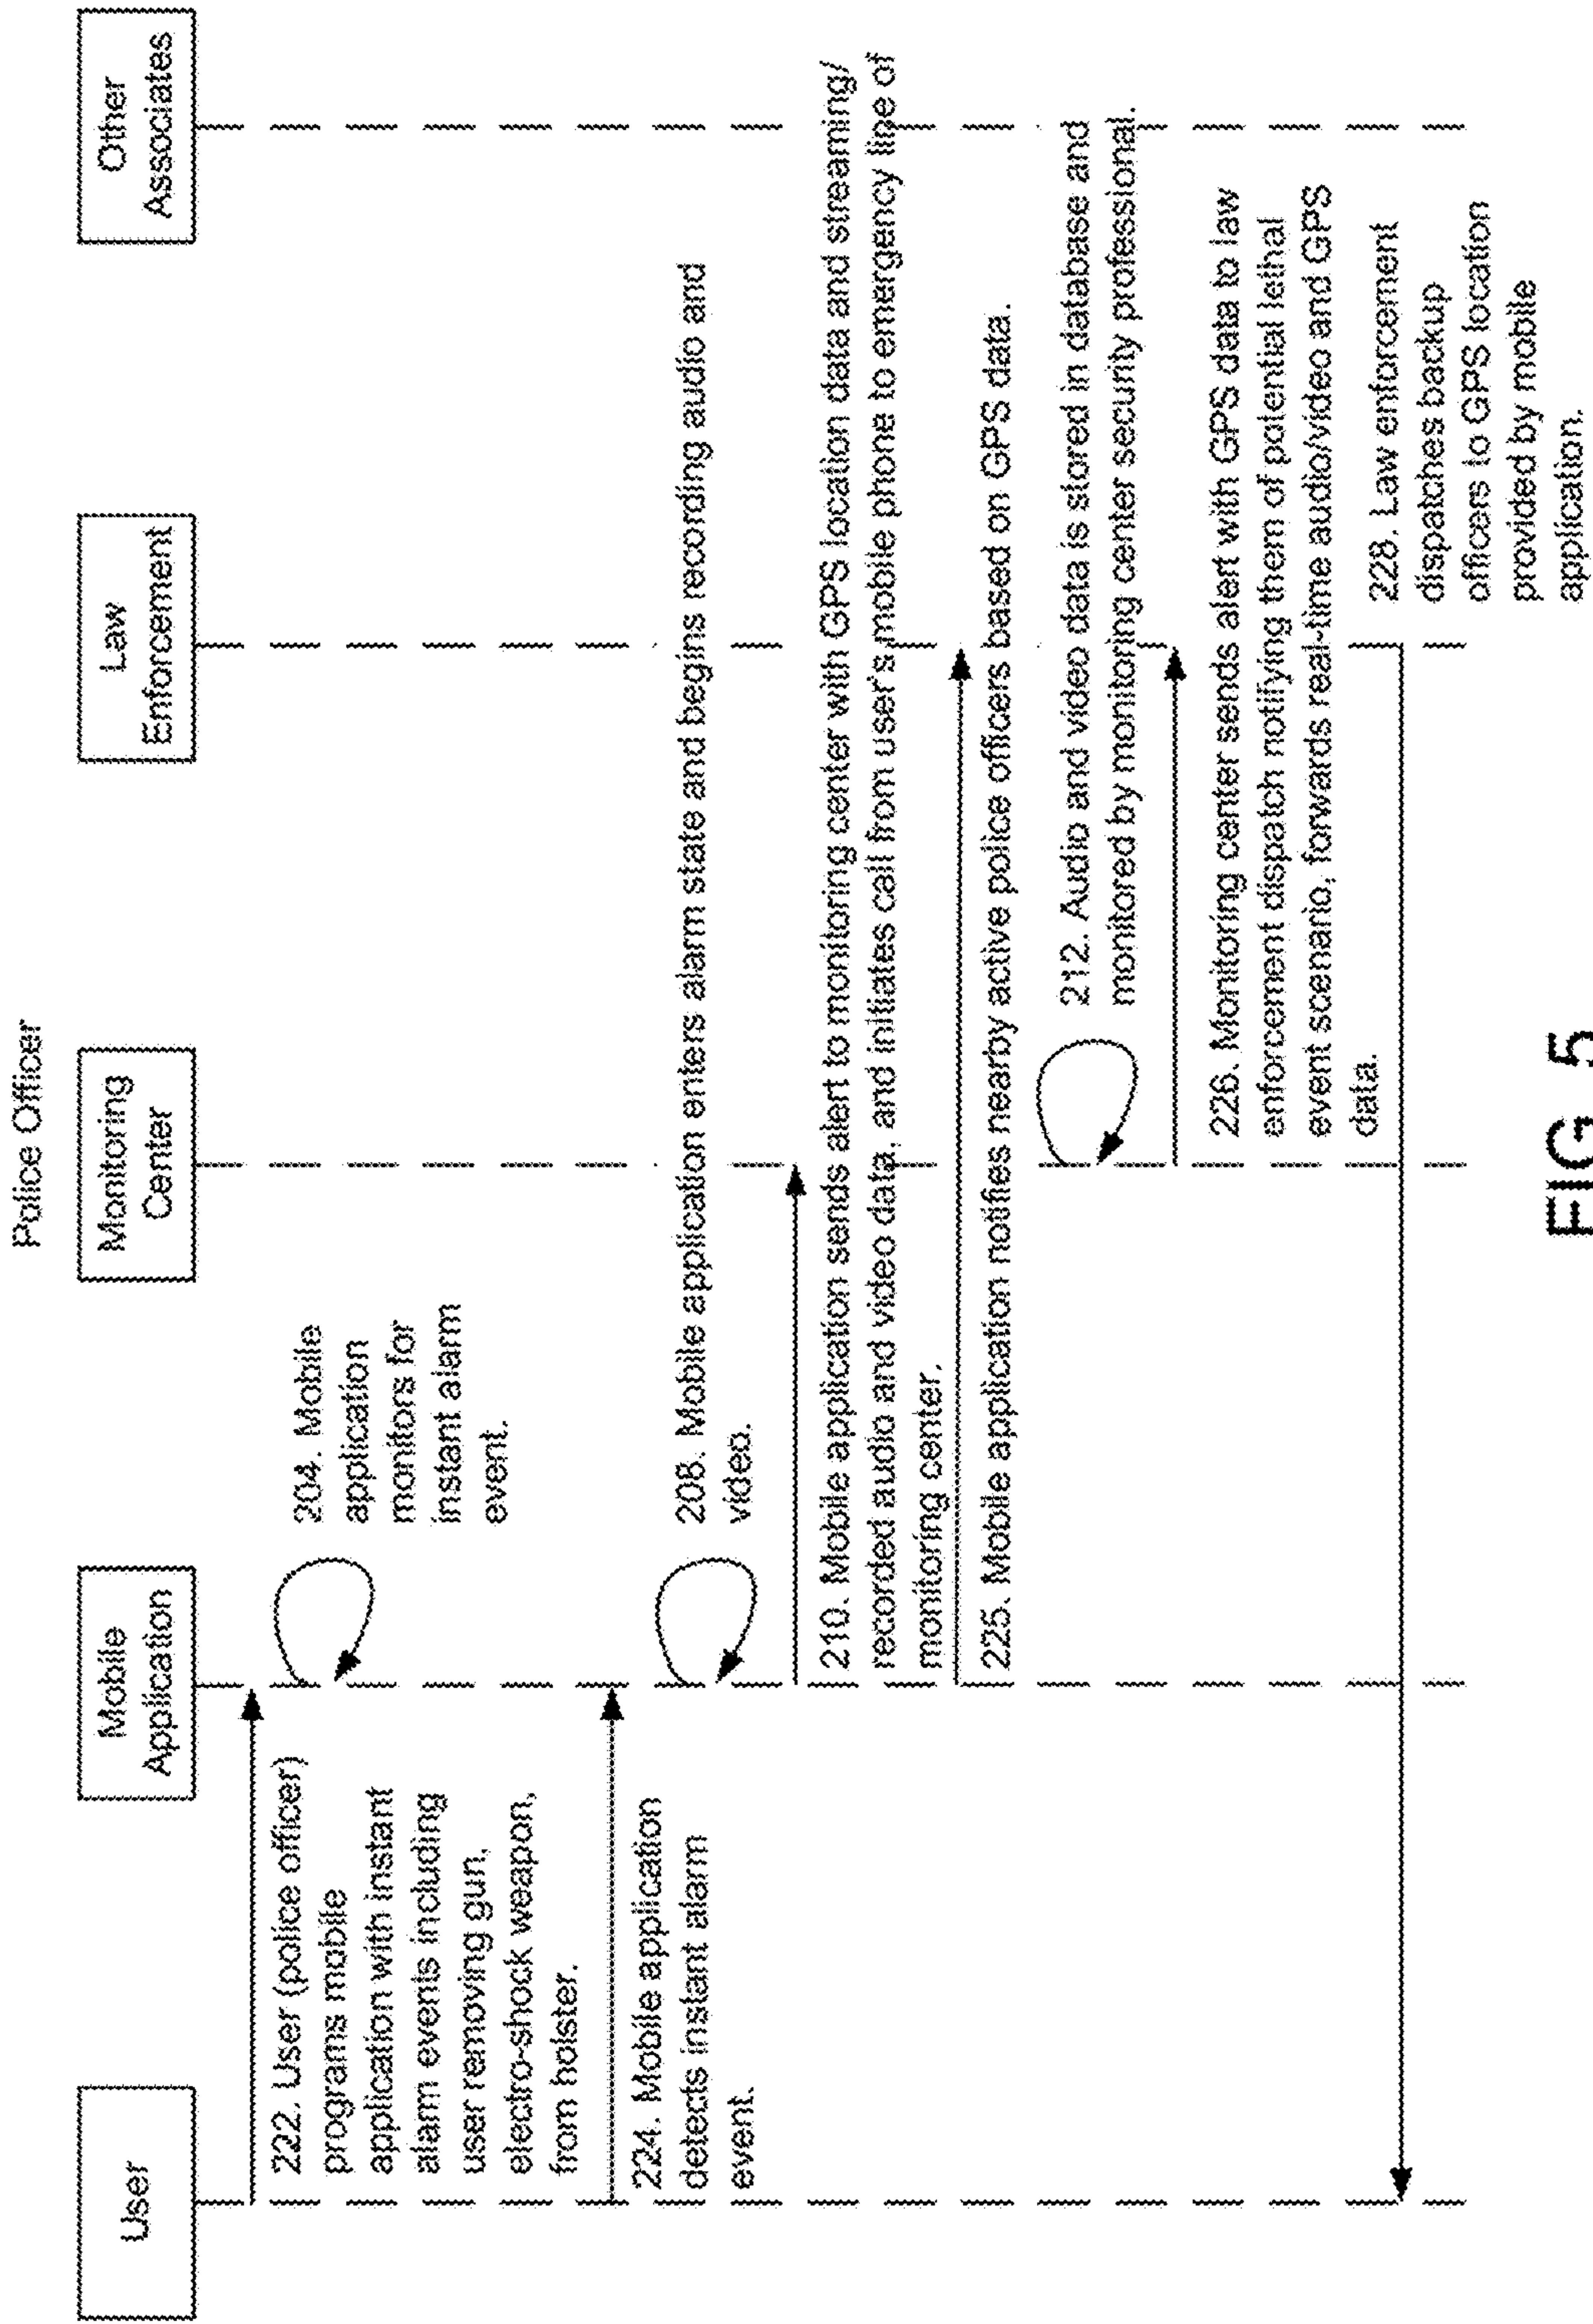 Police Officer
User
Mobile
Application
Monitoring
Center
Law
Enforcement
Other
Associates
222. User (police officer)
programs mobile
application with instant
alarm events including
user removing gun,
electro-shock weapon,
from holster.
204. Mobile
application
monitors for
instant alarm
event.
224. Mobile application
detects instant alarm
event.
208. Mobile application enters alarm state and begins recording audio and
video.
210. Mobile application sends alert to monitoring center with GPS location data and streaming/
recorded audio and video data, and initiates call from user's mobile phone to emergency line of
monitoring center.
225. Mobile application notifies nearby active police officers based on GPS data.
212. Audio and video data is stored in database and
monitored by monitoring center security professional.
226. Monitoring center sends alert with GPS data to law
enforcement dispatch notifying them of potential lethal
event scenario, forwards real-time audio/video and GPS
data.
228. Law enforcement
dispatches backup
officers to GPS location
provided by mobile
application.
FIG 5